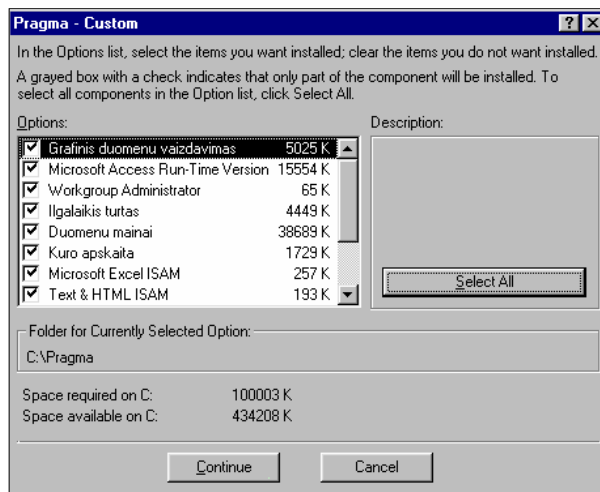 Pragma - Custom
In the Options list, select the items you want installed; clear the items you do not want installed.
A grayed box with a check indicates that only part of the component will be installed. To
select all components in the Option list, click Select All.
Options:
Description:
Grafinis duomenu vaizdavimas 5025 K
Microsoft Access Run-Time Version 15554 K
Workgroup Administrator 65 K
Ilgalaikis turtas 4449 K
Duomenu mainai 38689 K
Kuro apskaita 1729 K
Microsoft Excel ISAM 257 K
Text & HTML ISAM 193 K
Select All
Folder for Currently Selected Option:
C:\Pragma
Space required on C: 100003 K
Space available on C: 434208 K
Continue
Cancel